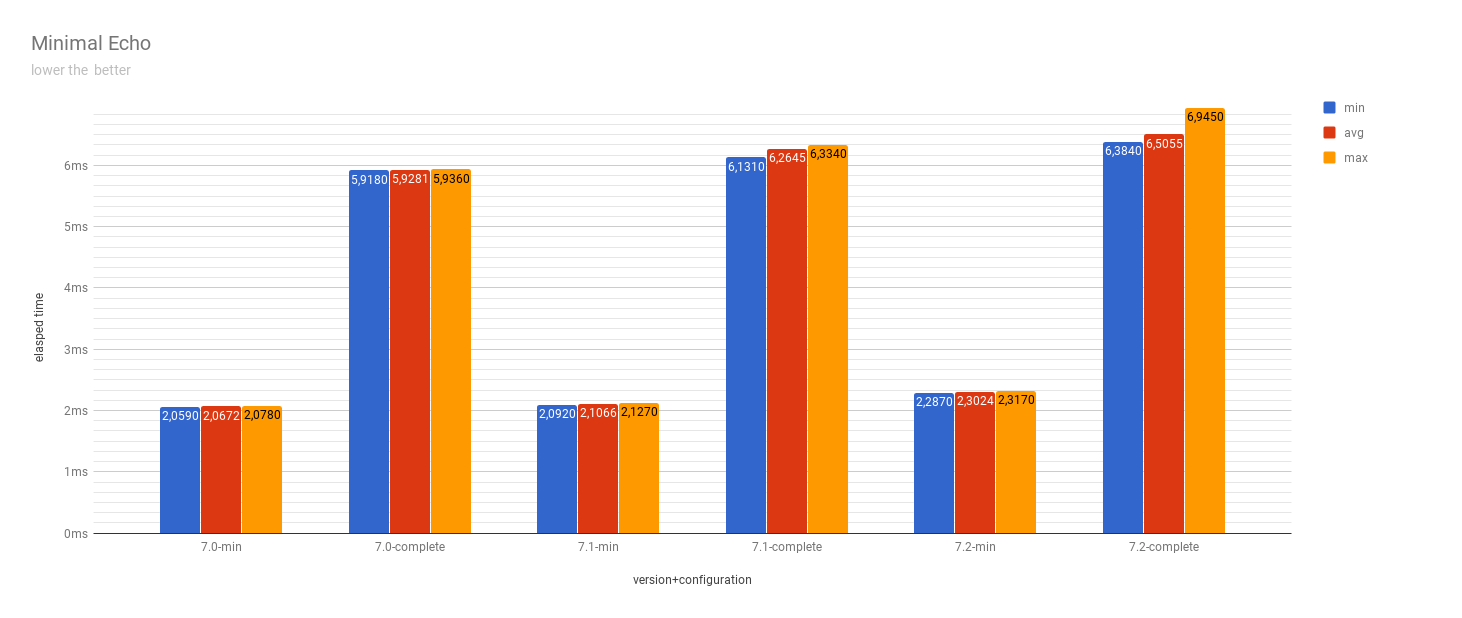 Minimal Echo
lower the better
min
avg
max
6ms
5ms
4ms
3ms
2ms
1ms
0ms
elasped time
2,0590 2,0672 2,0780
5,9180 5,9281 5,9360
2,0920 2,1066 2,1270
6,1310 6,2645 6,3340
2,2870 2,3024 2,3170
6,3840 6,5055 6,9450
7.0-min 7.0-complete 7.1-min 7.1-complete 7.2-min 7.2-complete
version+configuration